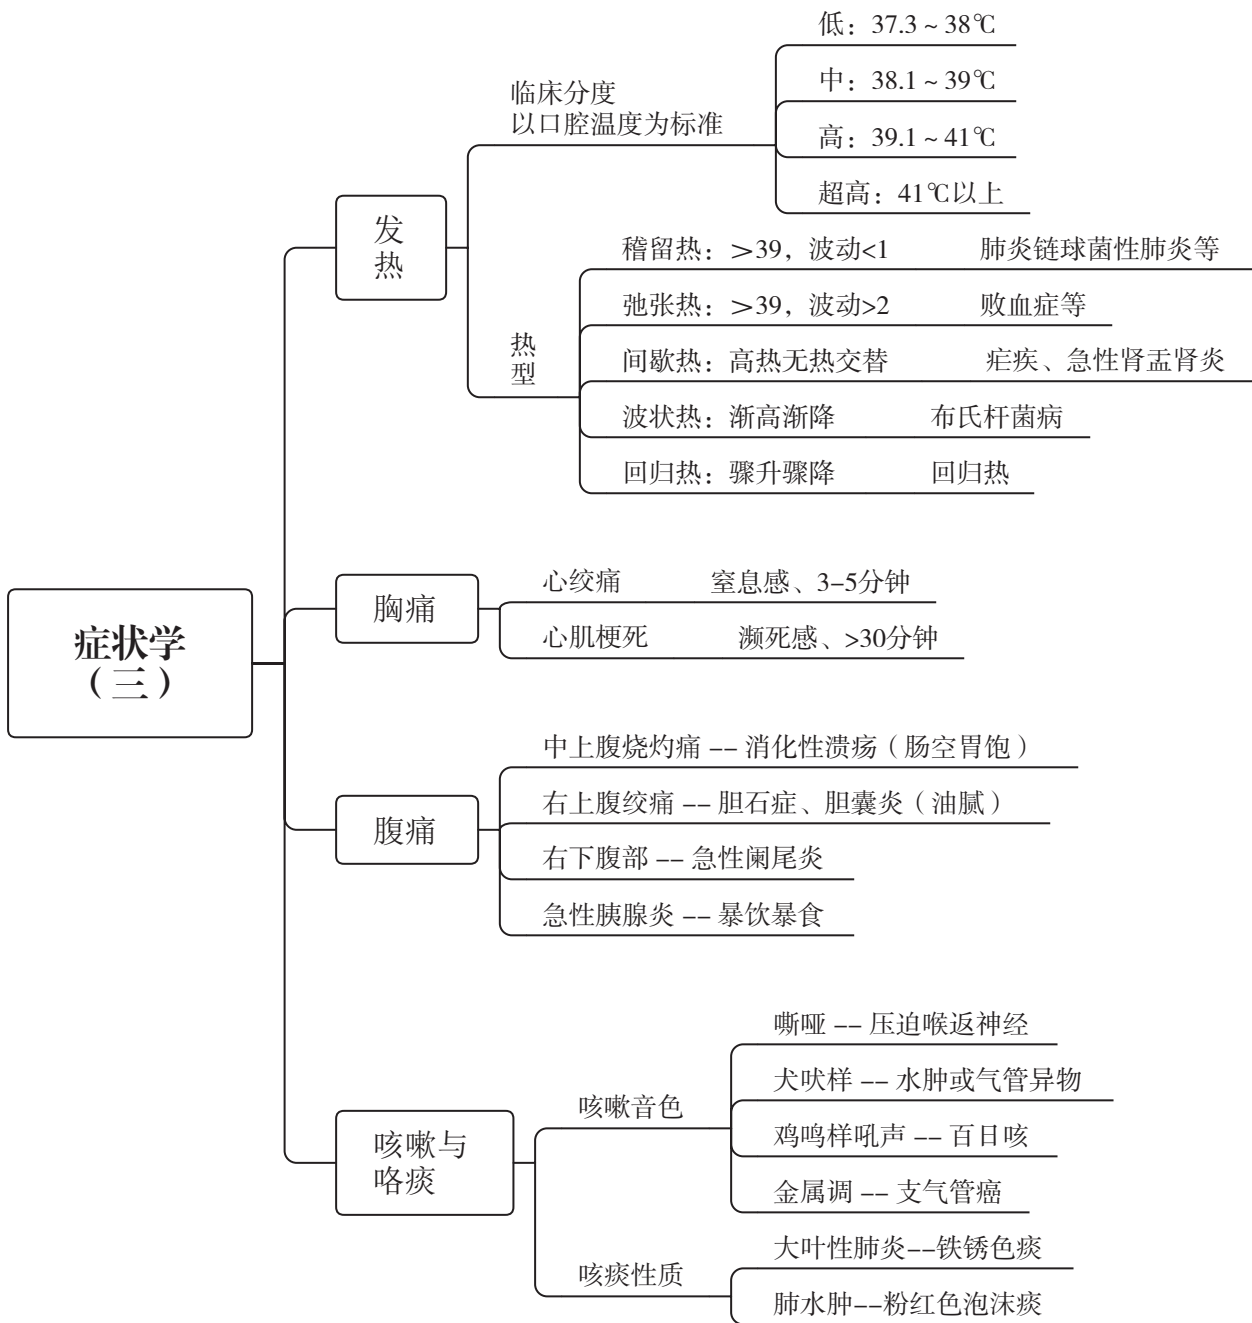 症状学
（三）
发
热
临床分度
以口腔温度为标准
低：37.3 ~ 38℃
中：38.1 ~ 39℃
高：39.1 ~ 41℃
超高：41℃以上
热
型
稽留热：≥39，波动<1 肺炎链球菌性肺炎等
弛张热：≥39，波动>2 败血症等
间歇热：高热无热交替 疟疾、急性肾盂肾炎
波状热：渐高渐降 布氏杆菌病
回归热：骤升骤降 回归热
胸痛
心绞痛 窒息感、3–5分钟
心肌梗死 濒死感、>30分钟
腹痛
中上腹烧灼痛 –– 消化性溃疡（肠空胃饱）
右上腹绞痛 –– 胆石症、胆囊炎（油腻）
右下腹部 –– 急性阑尾炎
急性胰腺炎 –– 暴饮暴食
咳嗽与
咯痰
咳嗽音色
嘶哑 –– 压迫喉返神经
犬吠样 –– 水肿或气管异物
鸡鸣样吼声 –– 百日咳
金属调 –– 支气管癌
咳痰性质
大叶性肺炎––铁锈色痰
肺水肿––粉红色泡沫痰